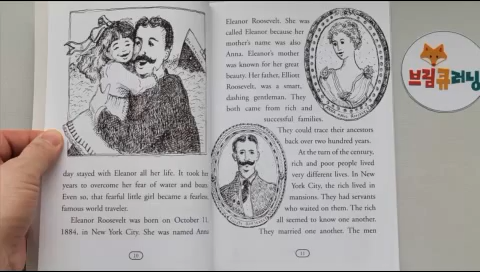 day stayed with Eleanor all her life. It took her
years to overcome her fear of water and boats.
Even so, that fearful little girl became a fearless,
famous world traveler.
Eleanor Roosevelt was born on October 11,
1884, in New York City. She was named Anna
10
Eleanor Roosevelt. She was
called Eleanor because her
mother's name was also
Anna. Eleanor's mother
was known for her great
beauty. Her father, Elliott
Roosevelt, was a smart,
dashing gentleman. They
both came from rich and
successful families.
They could trace their ancestors
back over two hundred years.
At the turn of the century,
rich and poor people lived
very different lives. In New
York City, the rich lived in
mansions. They had servants
who waited on them. The rich
all seemed to know one another.
They married one another. The men
11
브림큐
러닝